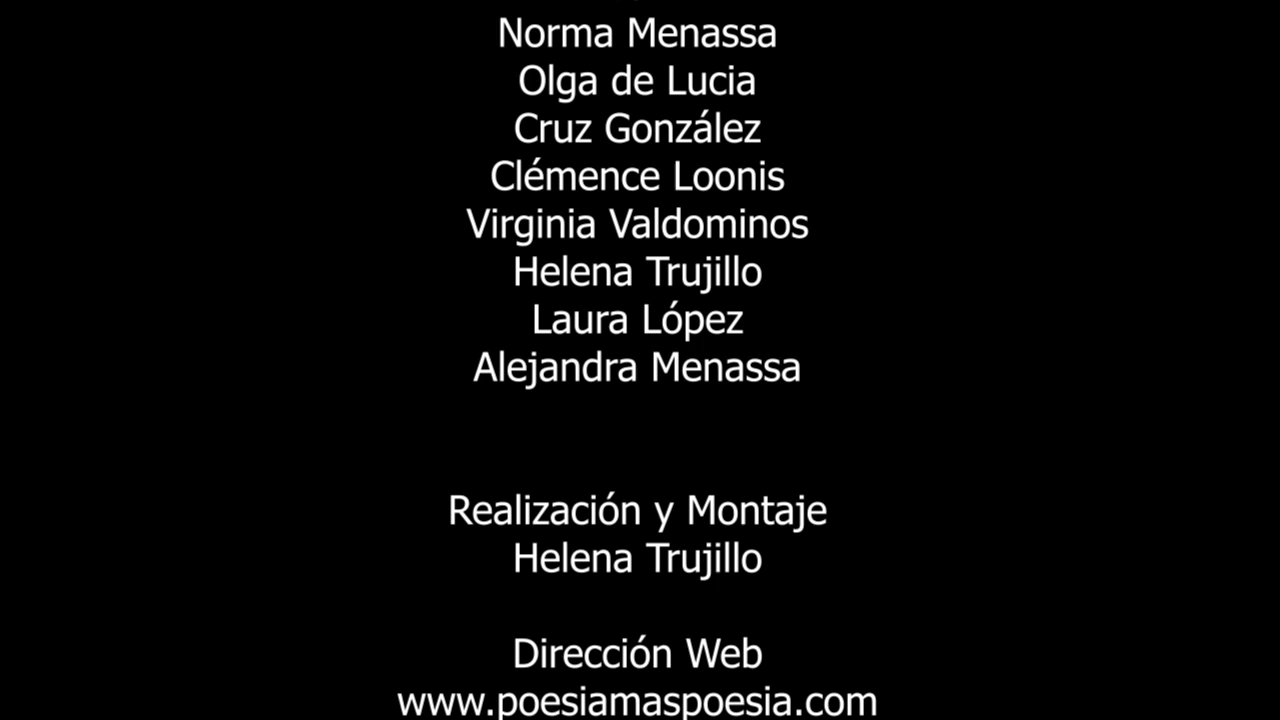 Norma Menassa
Olga de Lucia
Cruz González
Clémence Loonis
Virginia Valdominos
Helena Trujillo
Laura López
Alejandra Menassa
Realización y Montaje
Helena Trujillo
Dirección Web
www.poesiamaspoesia.com